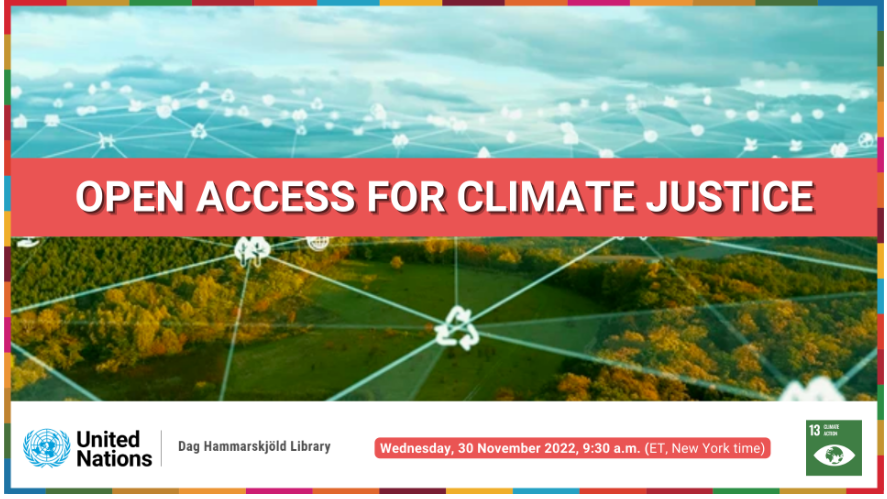 OPEN ACCESS FOR CLIMATE JUSTICE
United
Nations
Dag Hammarskjöld Library
Wednesday, 30 November 2022, 9:30 a.m. (ET, New York time)
13 CLIMATE
ACTION